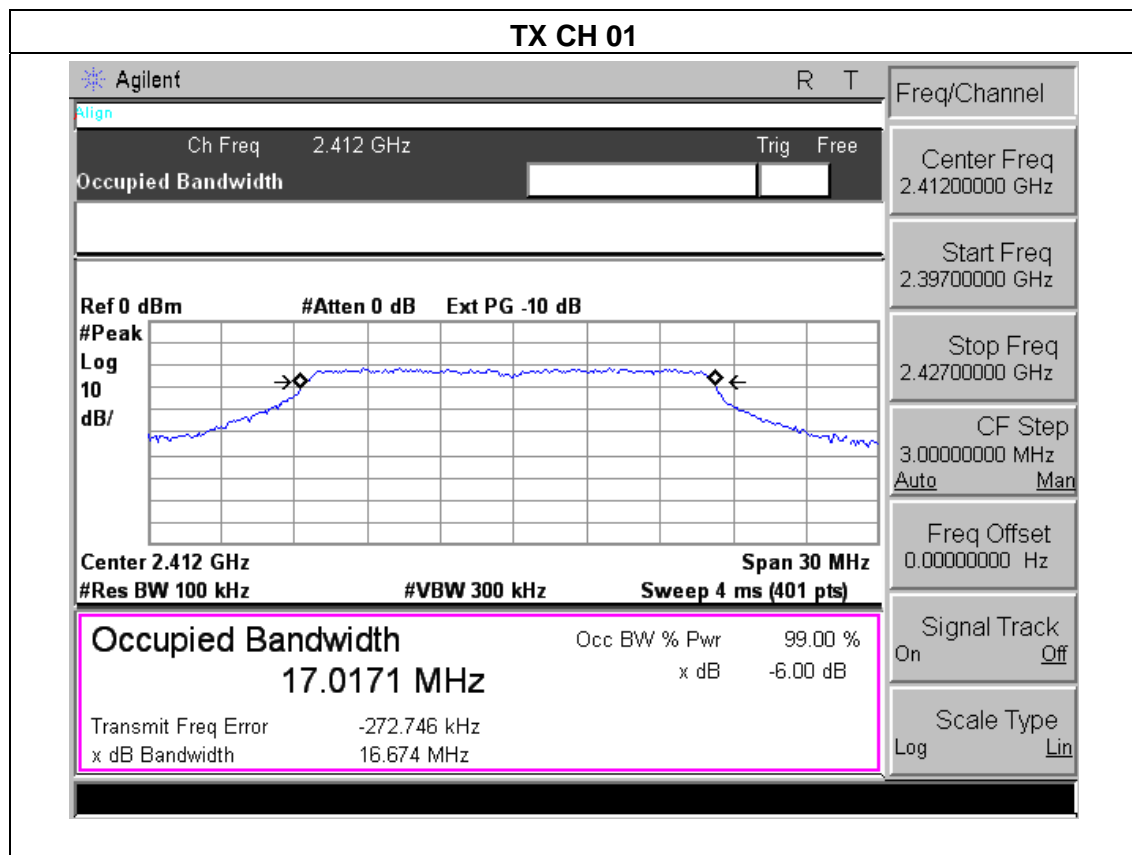 TX CH 01
Agilent R T
Align
Ch Freq 2.412 GHz Trig Free
Occupied Bandwidth
Ref 0 dBm #Atten 0 dB Ext PG -10 dB
#Peak
Log
10
dB/
Center 2.412 GHz Span 30 MHz
#Res BW 100 kHz #VBW 300 kHz Sweep 4 ms (401 pts)
Occupied Bandwidth Occ BW % Pwr 99.00 %
17.0171 MHz x dB -6.00 dB
Transmit Freq Error -272.746 kHz
x dB Bandwidth 16.674 MHz
Freq/Channel
Center Freq
2.41200000 GHz
Start Freq
2.39700000 GHz
Stop Freq
2.42700000 GHz
CF Step
3.00000000 MHz
Auto Man
Freq Offset
0.00000000 Hz
Signal Track
On Off
Scale Type
Log Lin